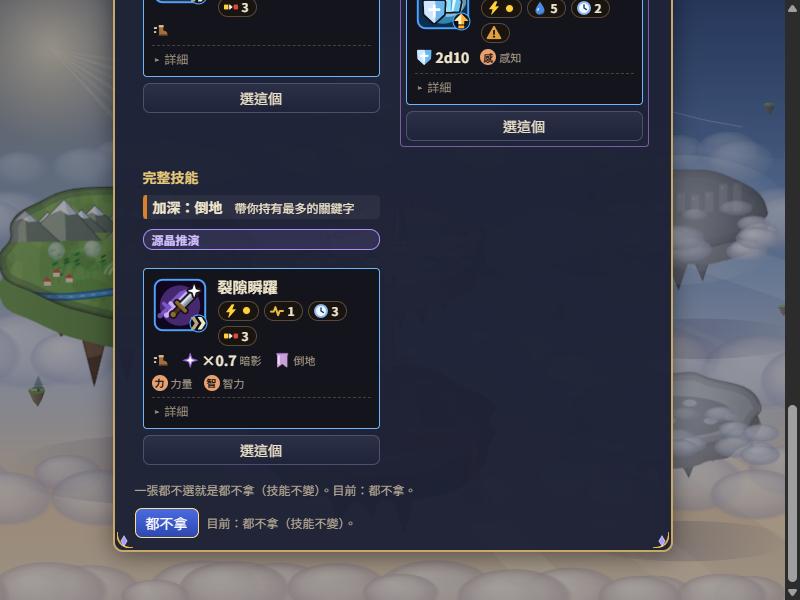 3
詳細
選這個
5
2
2d10 感 感知
詳細
選這個
完整技能
加深：倒地 帶你持有最多的關鍵字
源晶推演
裂隙瞬躍
1 3
3
×0.7 暗影 倒地
力 力量 智 智力
詳細
選這個
一張都不選就是都不拿（技能不變）。目前：都不拿。
都不拿 目前：都不拿（技能不變）。